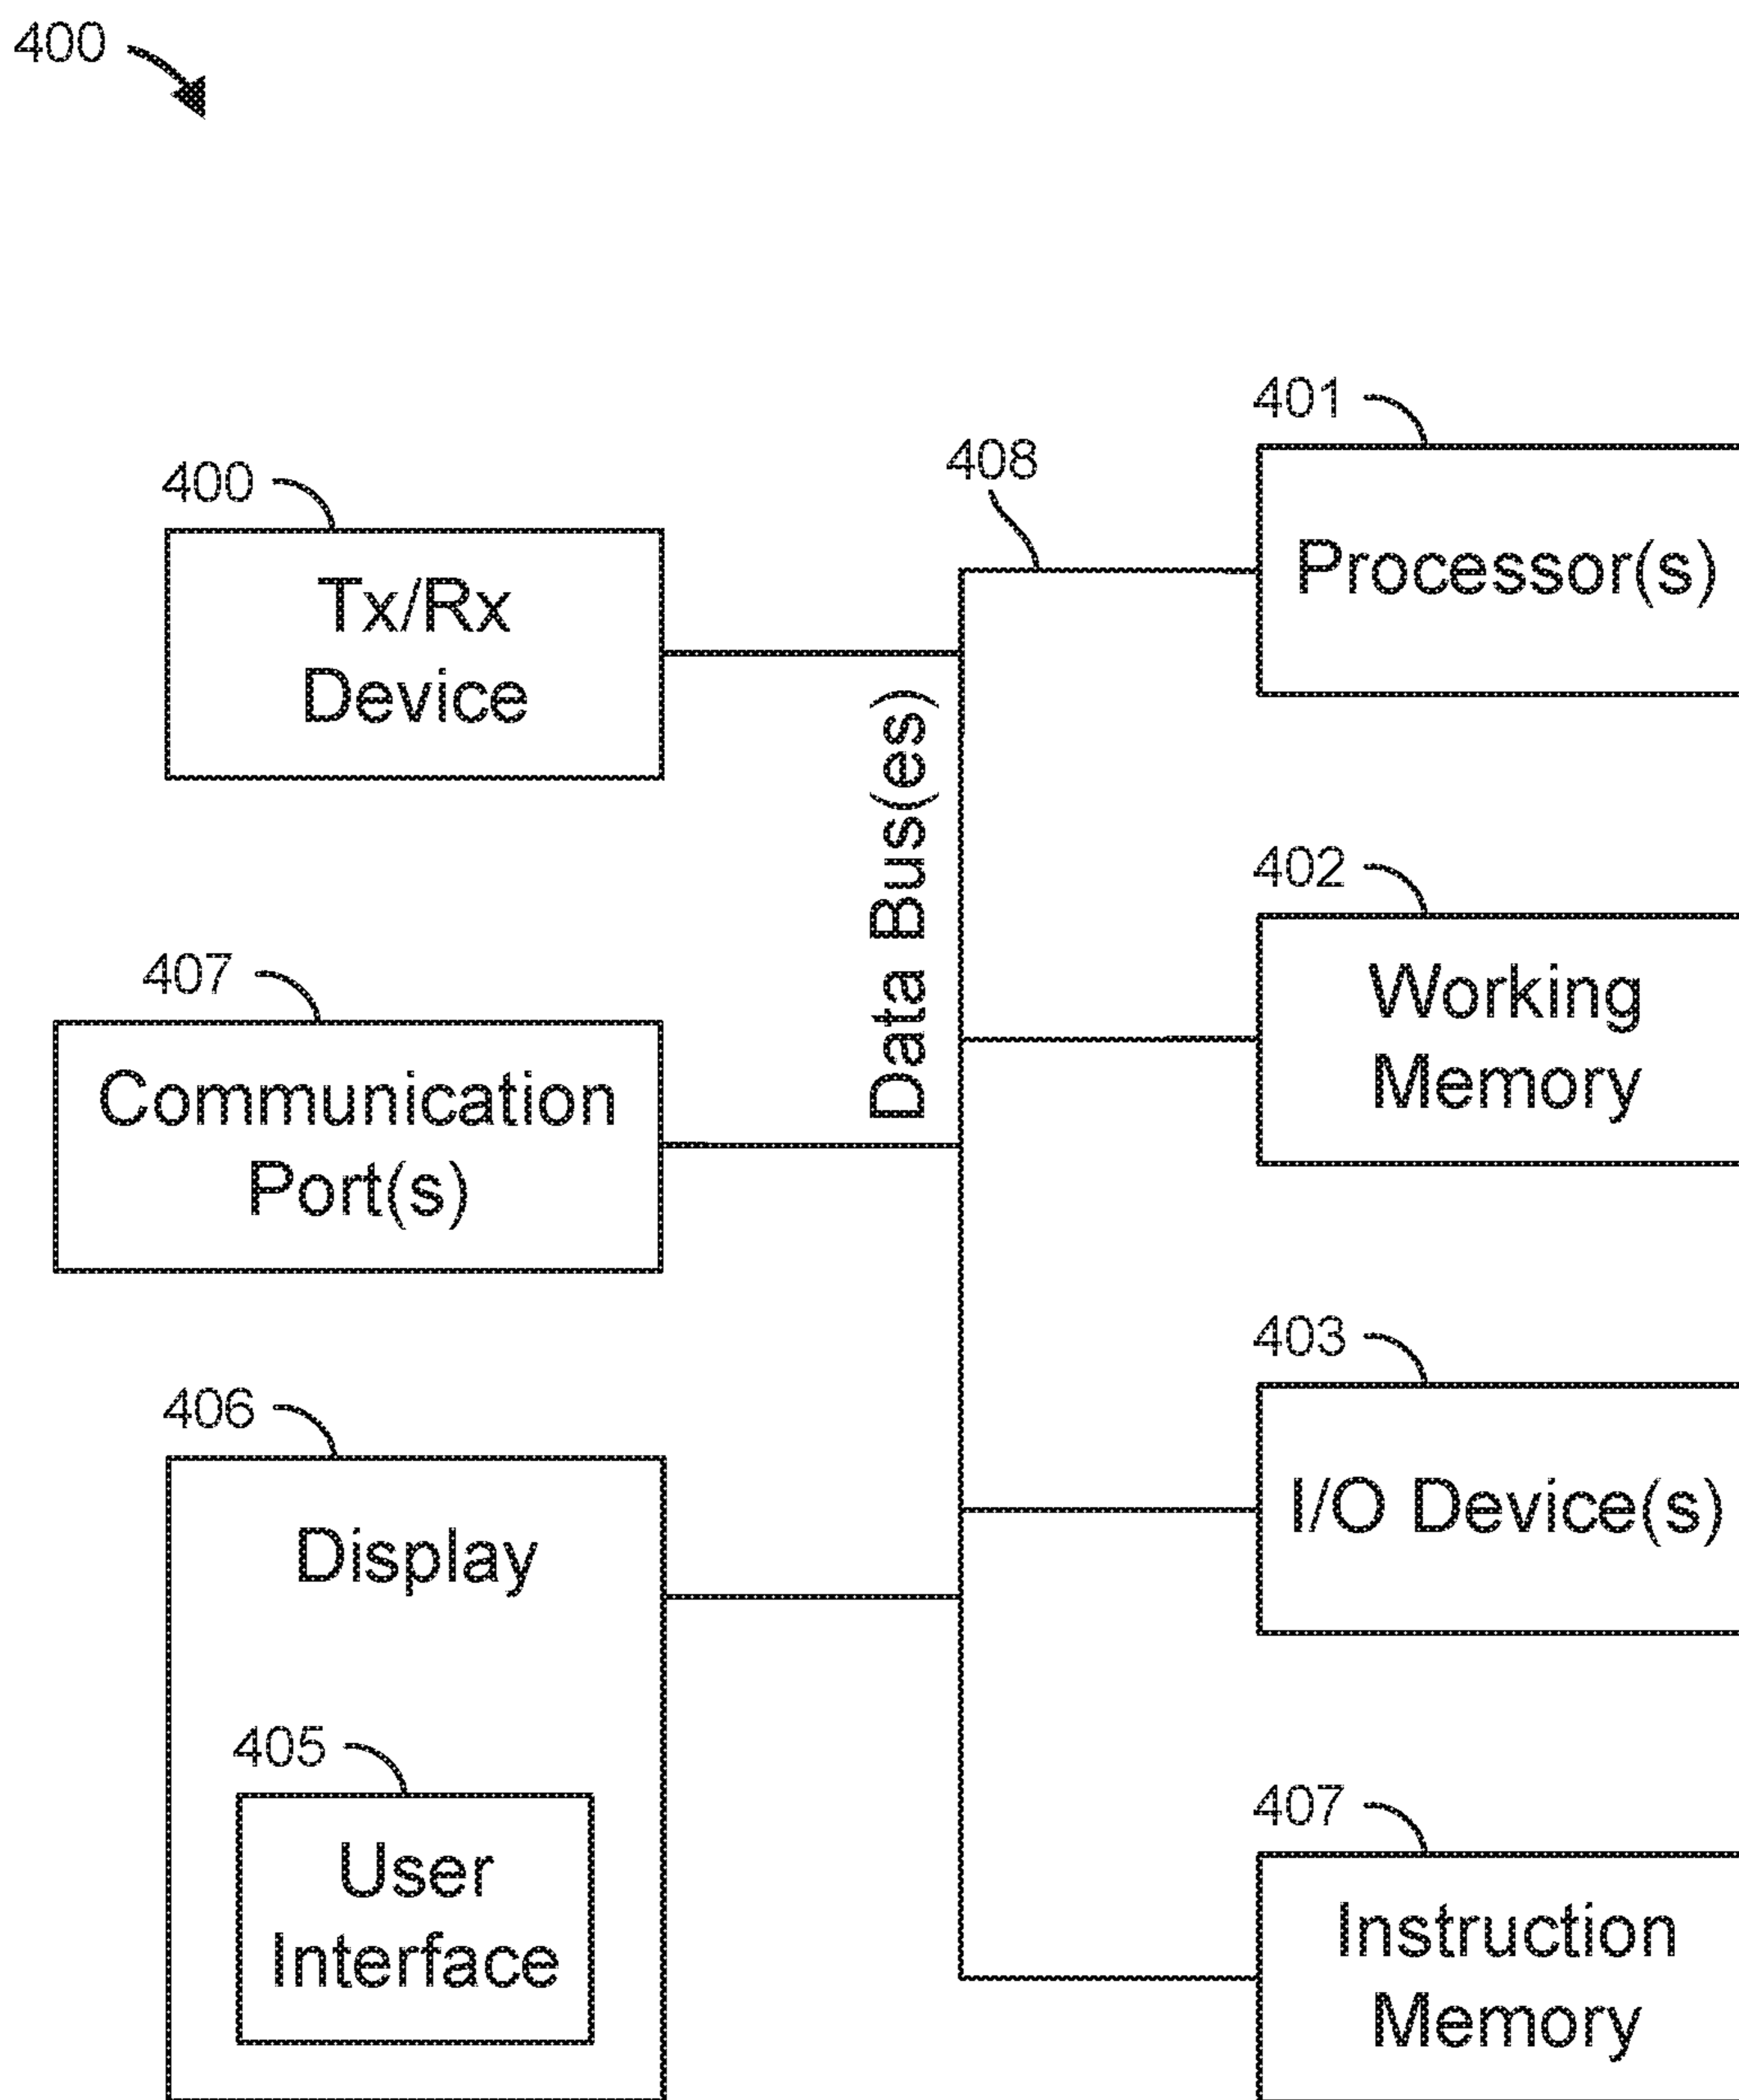 400
400
Tx/Rx
Device
407
Communication
Port(s)
406
Display
405
User
Interface
408
Data Bus(es)
401
Processor(s)
402
Working
Memory
403
I/O Device(s)
407
Instruction
Memory